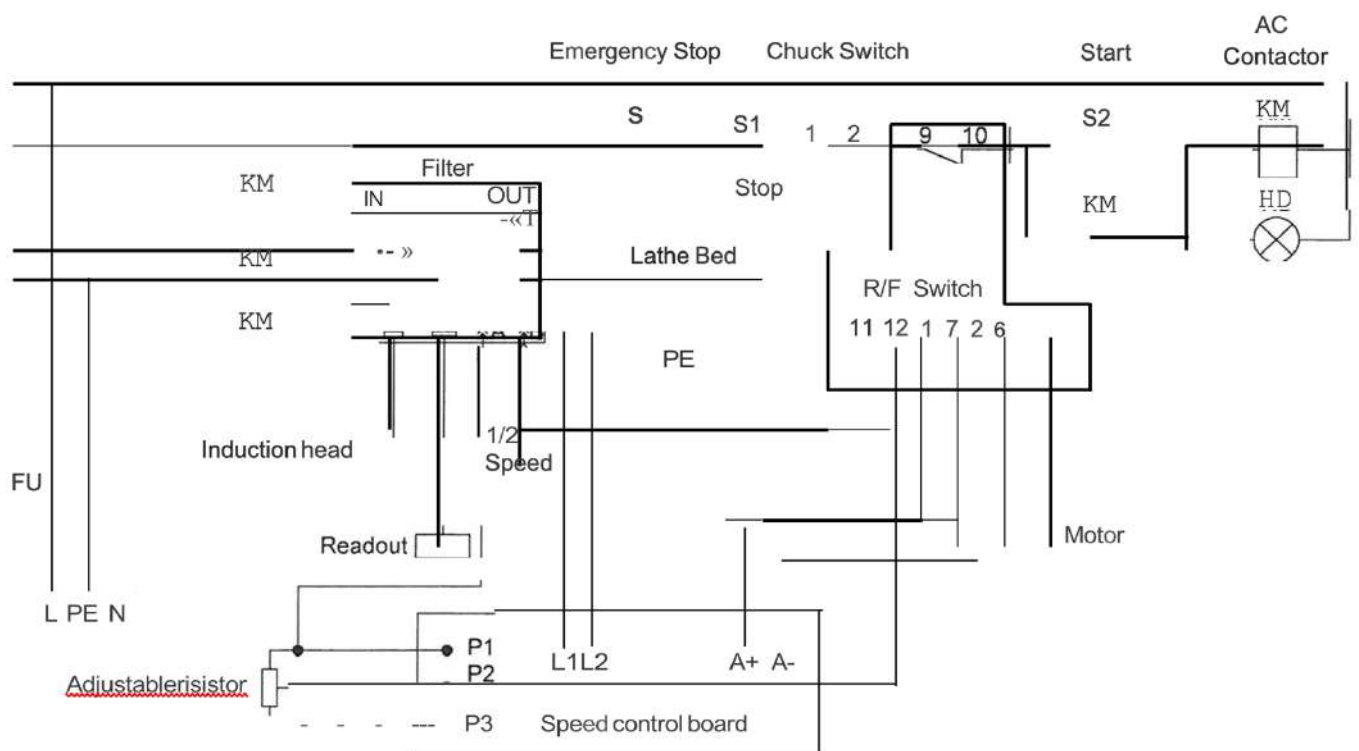 AC
Emergency Stop Chuck Switch Start Contactor
S S1 1 2 9 10 S2 KM
Filter
KM IN OUT Stop KM HD
-«T
·- »
KM Lathe Bed
R/F Switch
KM 11 12 1 7 2 6
PE
1/2
Induction head Speed
FU
Readout Motor
L PE N
P1
L1L2 A+ A-
P2
Adjustablerisistor
P3 Speed control board